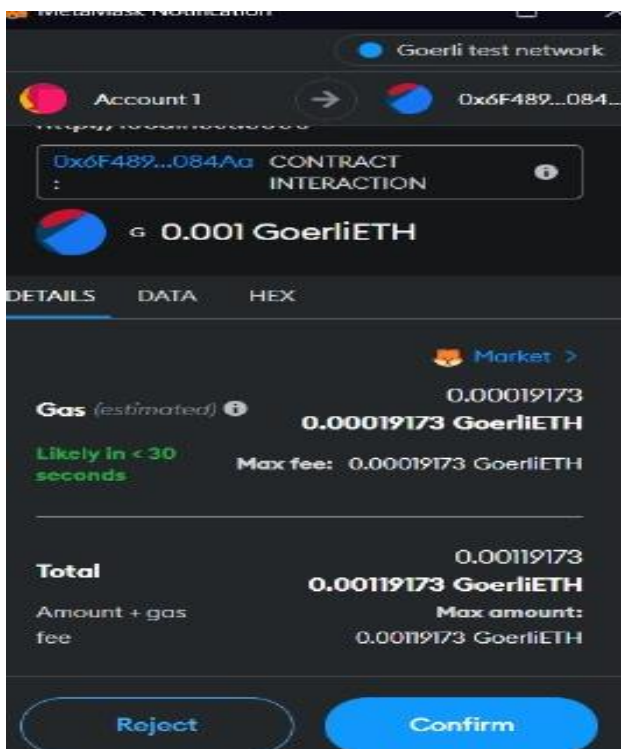 MetaMask Notification
Goerli test network
Account 1
0x6F489...084...
0x6F489...084Aa CONTRACT
: INTERACTION
G 0.001 GoerliETH
DETAILS DATA HEX
Market >
0.00019173
Gas (estimated) 0.00019173 GoerliETH
Likely in < 30
seconds Max fee: 0.00019173 GoerliETH
0.00119173
Total 0.00119173 GoerliETH
Amount + gas Max amount:
fee 0.00119173 GoerliETH
Reject Confirm